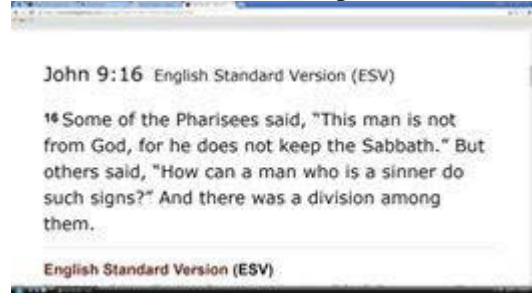 John 9:16 English Standard Version (ESV)
16 Some of the Pharisees said, “This man is not
from God, for he does not keep the Sabbath.” But
others said, “How can a man who is a sinner do
such signs?” And there was a division among
them.
English Standard Version (ESV)